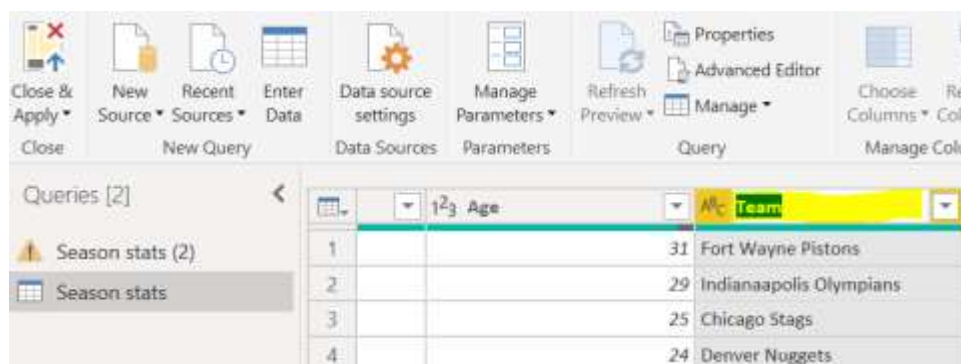 Close & Apply
New Source
Recent Sources
Enter Data
Data source settings
Manage Parameters
Refresh Preview
Properties
Advanced Editor
Manage
Choose Columns
Close
New Query
Data Sources
Parameters
Query
Manage
Queries [2]
Season stats (2)
Season stats
1²3 Age
ABC Team
1 31 Fort Wayne Pistons
2 29 Indianaapolis Olympians
3 25 Chicago Stags
4 24 Denver Nuggets